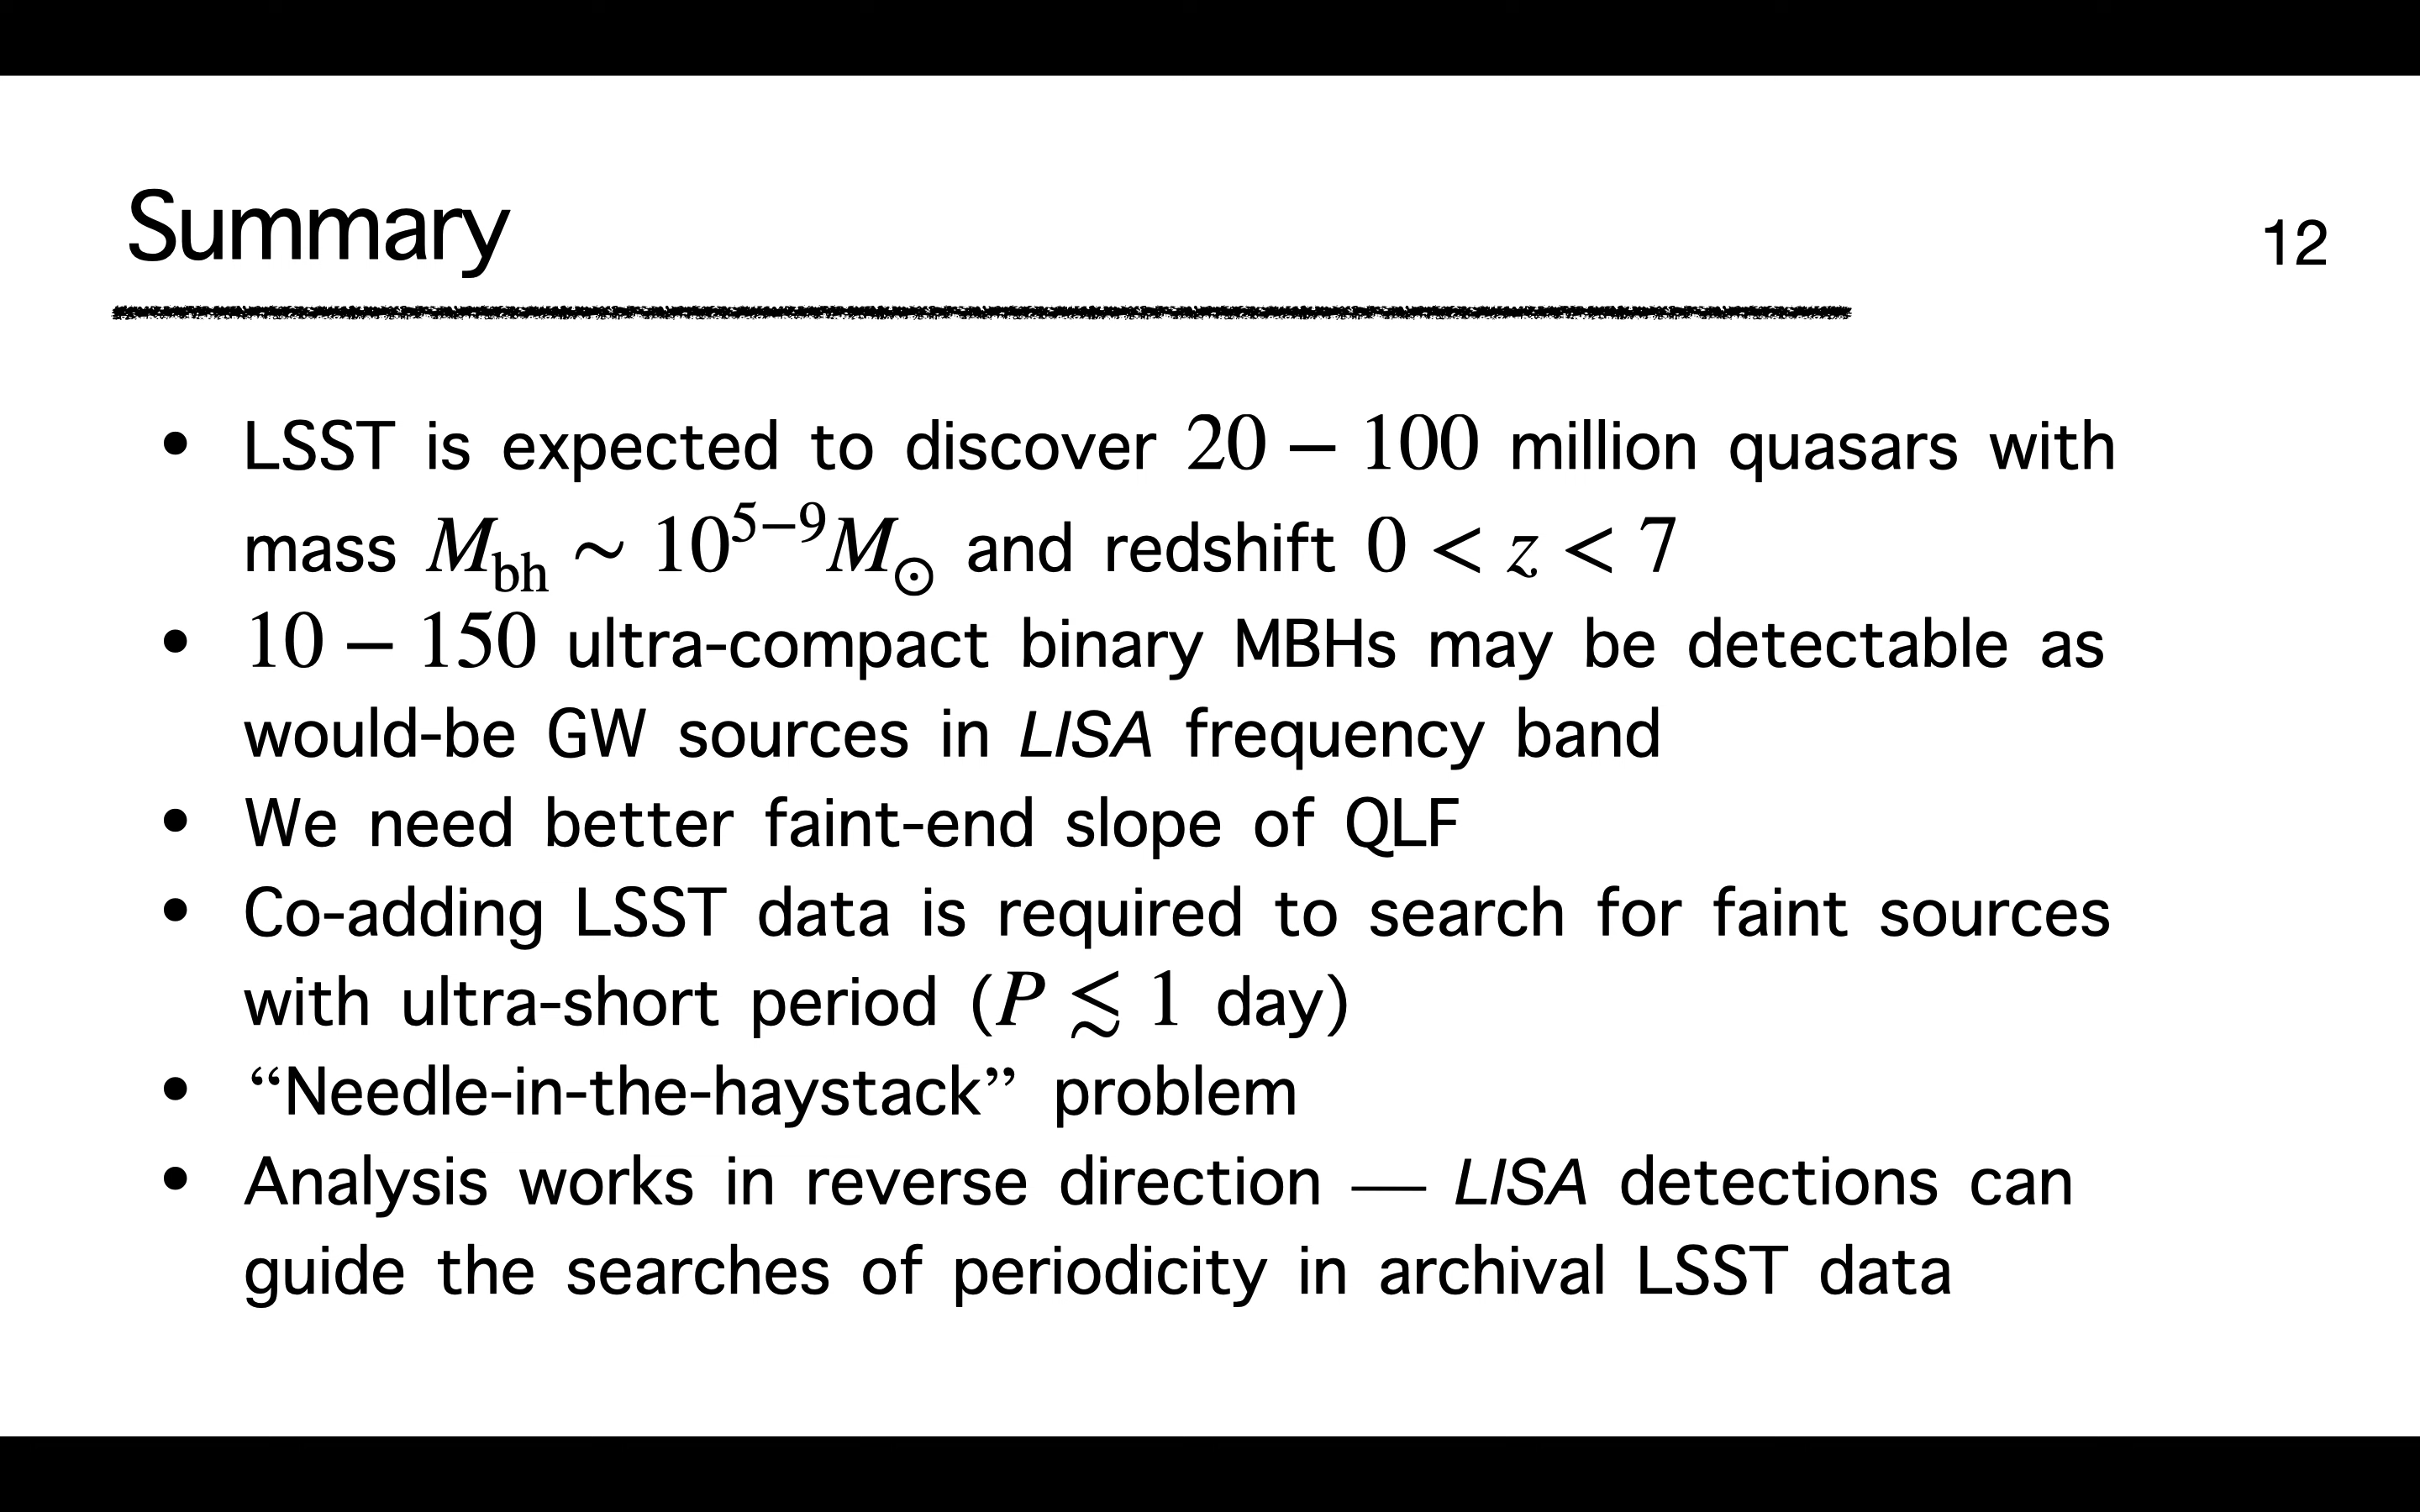 Summary
12
• LSST is expected to discover 20 − 100 million quasars with
mass M_bh ∼ 10^{5−9} M_⊙ and redshift 0 < z < 7
• 10 − 150 ultra-compact binary MBHs may be detectable as
would-be GW sources in LISA frequency band
• We need better faint-end slope of QLF
• Co-adding LSST data is required to search for faint sources
with ultra-short period (P ≲ 1 day)
• “Needle-in-the-haystack” problem
• Analysis works in reverse direction — LISA detections can
guide the searches of periodicity in archival LSST data